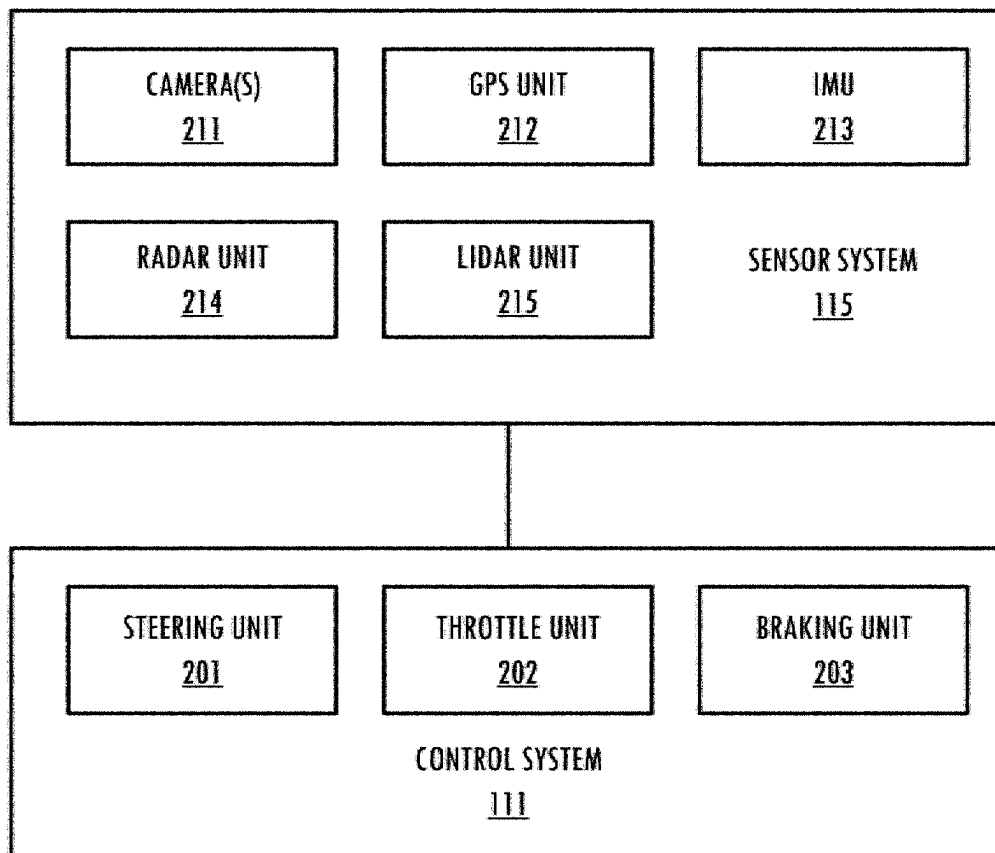 CAMERA(S)
211
GPS UNIT
212
IMU
213
RADAR UNIT
214
LIDAR UNIT
215
SENSOR SYSTEM
115
STEERING UNIT
201
THROTTLE UNIT
202
BRAKING UNIT
203
CONTROL SYSTEM
111